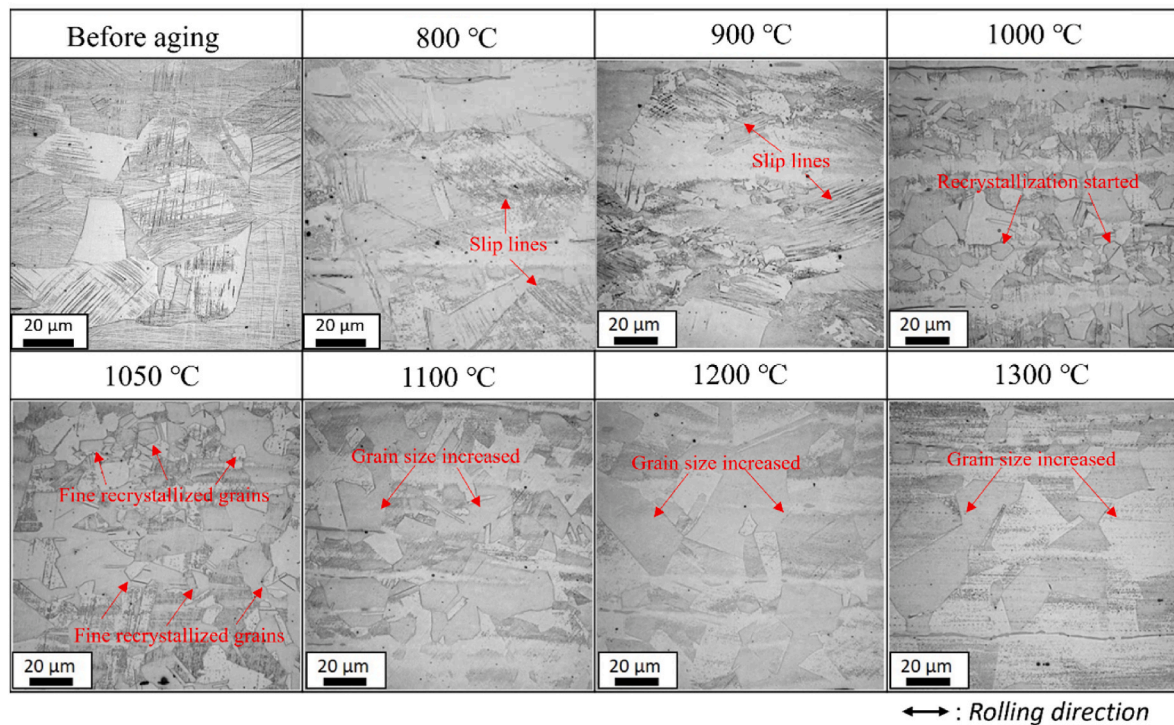 Before aging
800 ℃
900 ℃
1000 ℃
Slip lines
Slip lines
Recrystallization started
20 μm
20 μm
20 μm
20 μm
1050 ℃
1100 ℃
1200 ℃
1300 ℃
Fine recrystallized grains
Grain size increased
Grain size increased
Grain size increased
Fine recrystallized grains
20 μm
20 μm
20 μm
20 μm
: Rolling direction